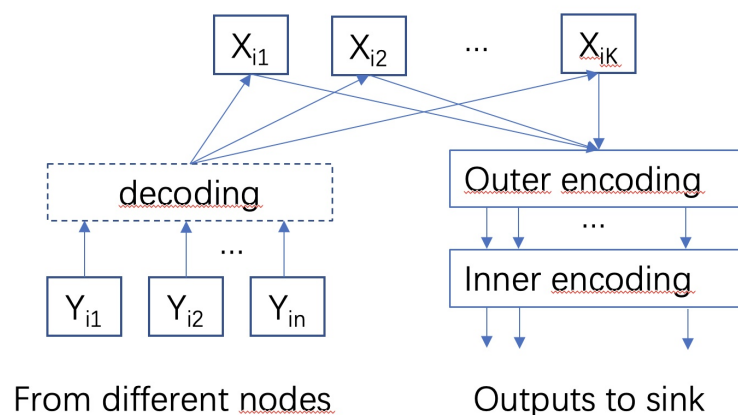 Xi1 Xi2 ... XiK
decoding
Outer encoding
...
...
Inner encoding
Yi1 Yi2 Yin
From different nodes
Outputs to sink